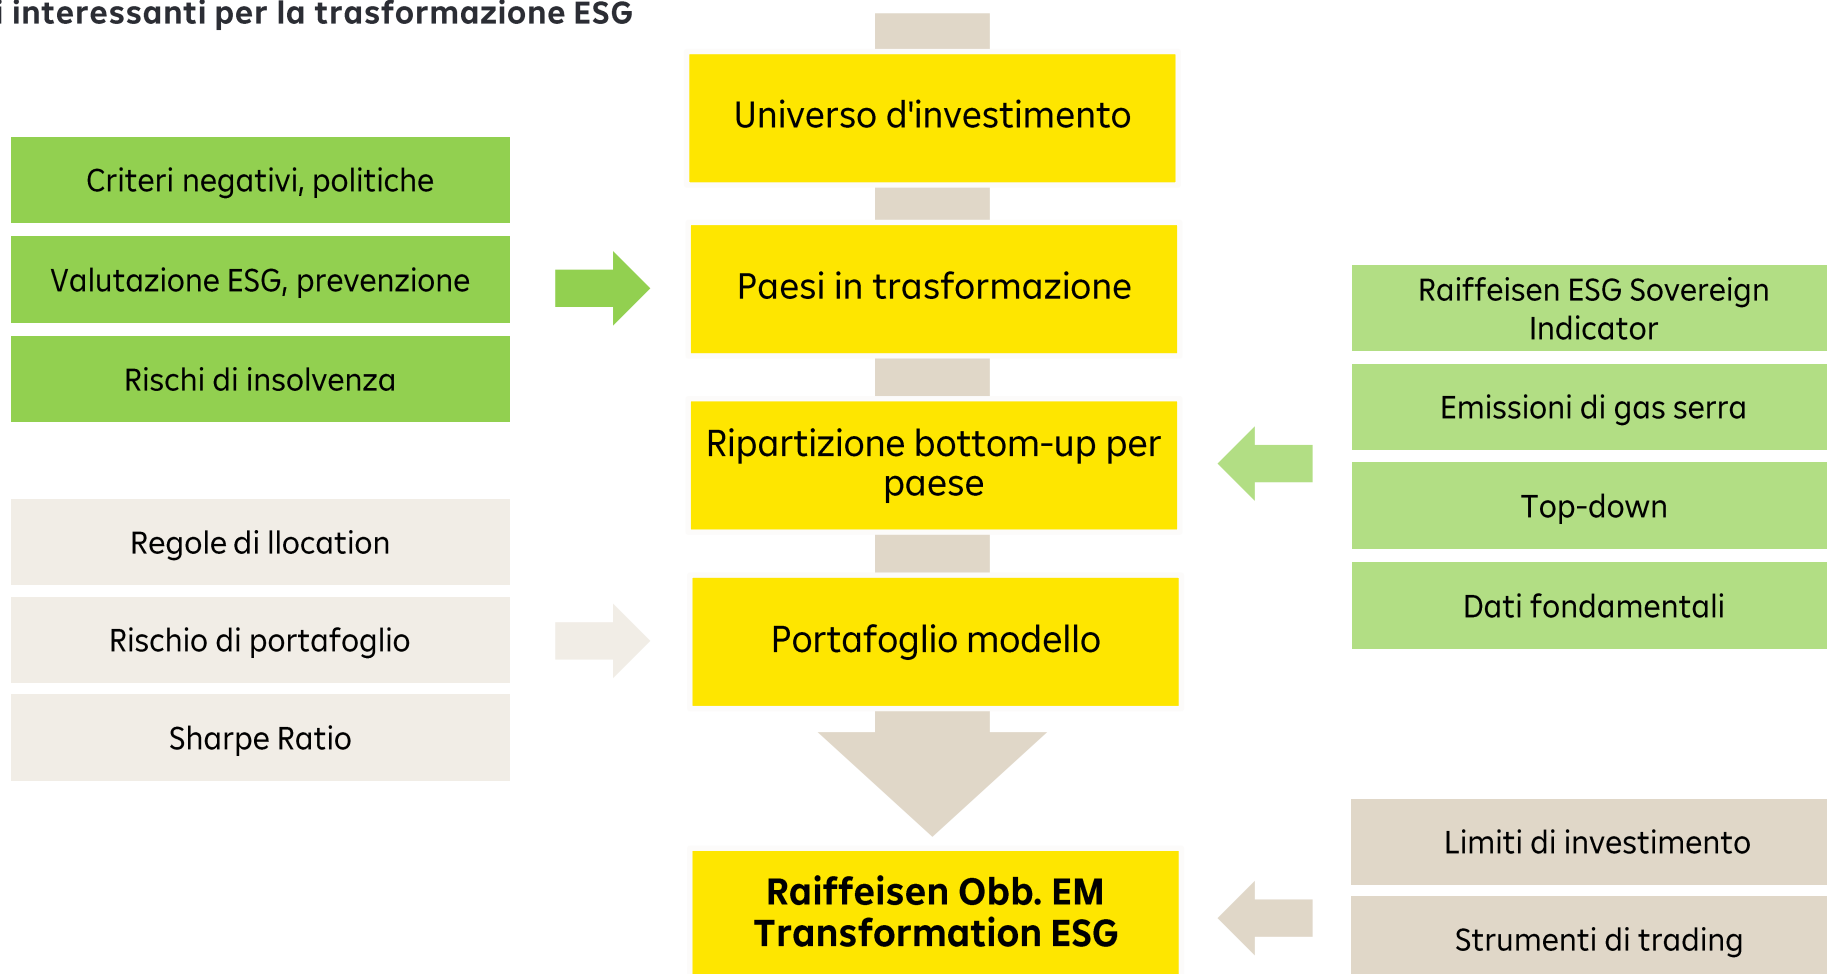 i interessanti per la trasformazione ESG
Universo d'investimento
Criteri negativi, politiche
Valutazione ESG, prevenzione
Rischi di insolvenza
Paesi in trasformazione
Raiffeisen ESG Sovereign
Indicator
Emissioni di gas serra
Top-down
Dati fondamentali
Ripartizione bottom-up per
paese
Regole di llocation
Rischio di portafoglio
Sharpe Ratio
Portafoglio modello
Raiffeisen Obb. EM
Transformation ESG
Limiti di investimento
Strumenti di trading